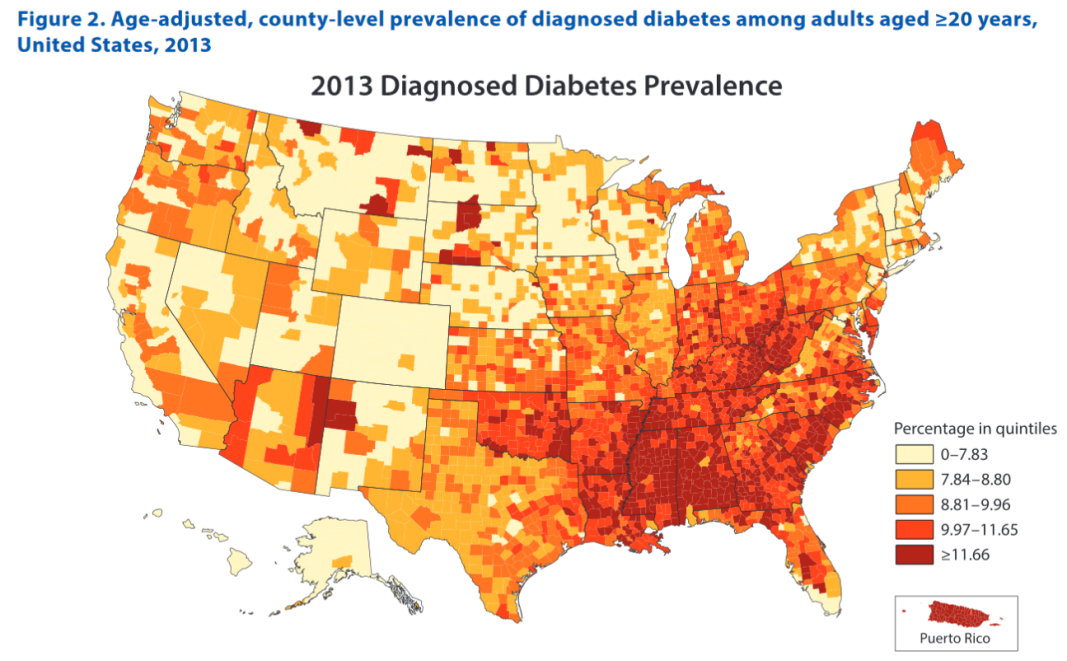 Figure 2. Age-adjusted, county-level prevalence of diagnosed diabetes among adults aged ≥20 years,
United States, 2013
2013 Diagnosed Diabetes Prevalence
Percentage in quintiles
0–7.83
7.84–8.80
8.81–9.96
9.97–11.65
≥11.66
Puerto Rico